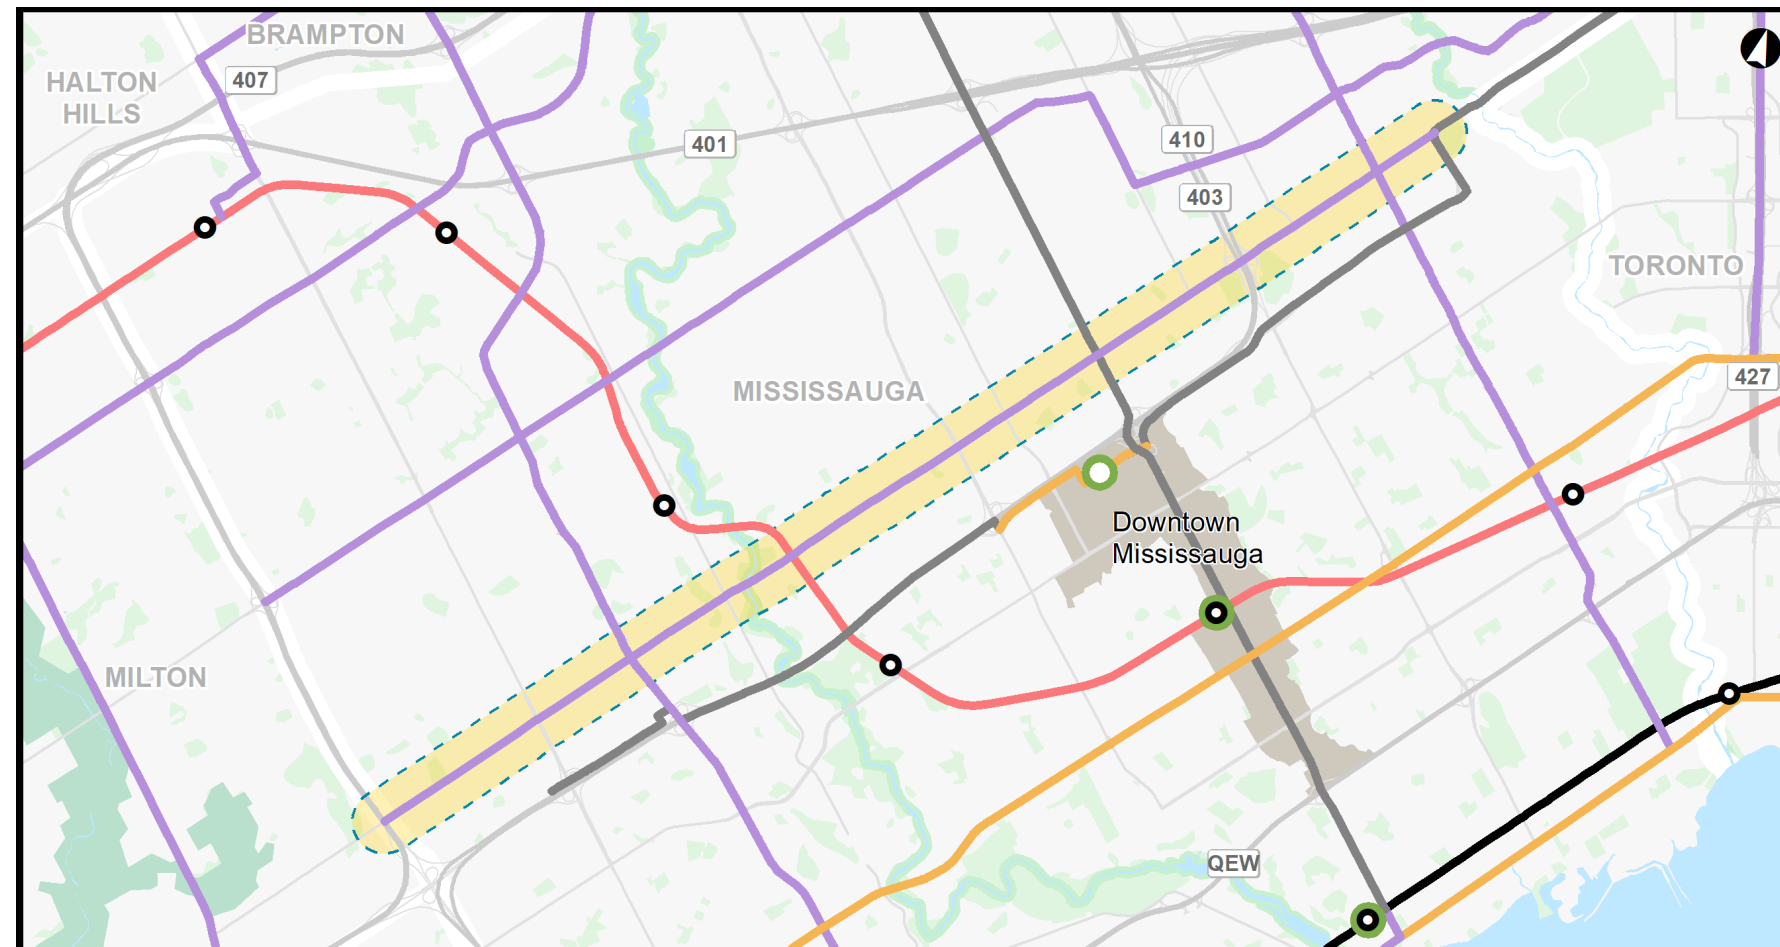 BRAMPTON
HALTON
HILLS
407
401
410
403
TORONTO
MISSISSAUGA
427
Downtown
Mississauga
MILTON
QEW